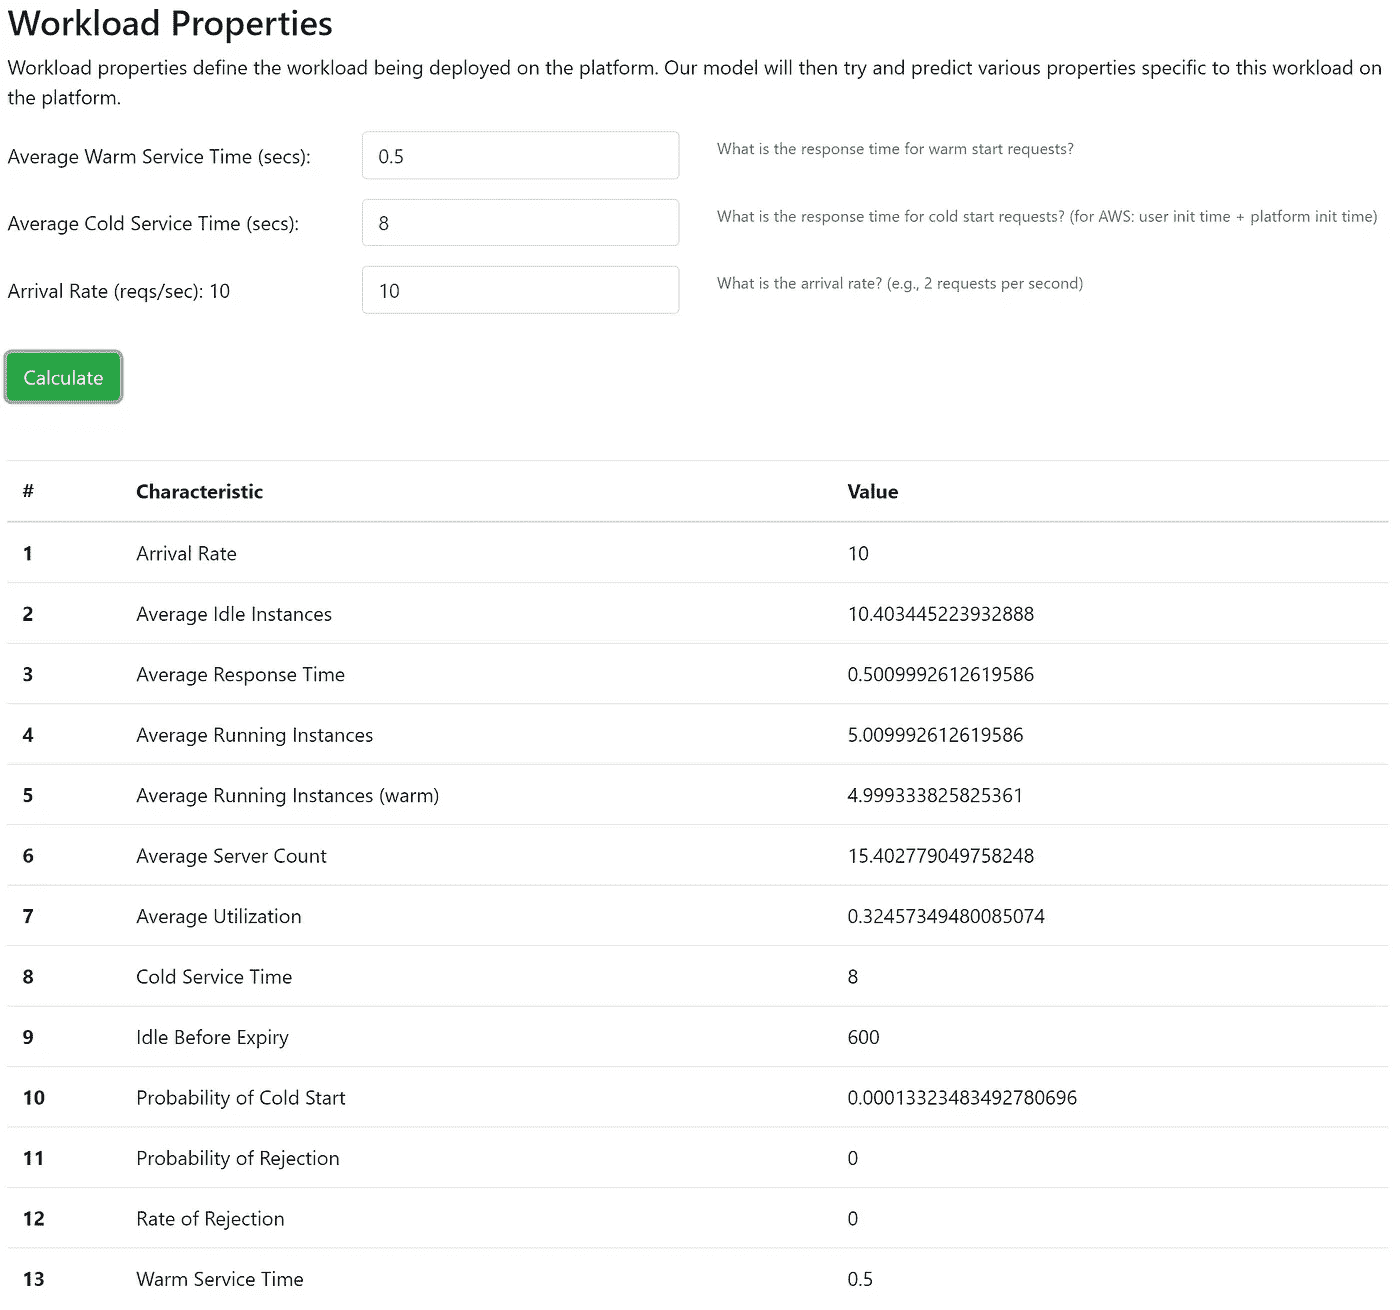 Workload Properties
Workload properties define the workload being deployed on the platform. Our model will then try and predict various properties specific to this workload on
the platform.
Average Warm Service Time (secs): 0.5 What is the response time for warm start requests?
Average Cold Service Time (secs): 8 What is the response time for cold start requests? (for AWS: user init time + platform init time)
Arrival Rate (reqs/sec): 10 10 What is the arrival rate? (e.g., 2 requests per second)
Calculate
# Characteristic Value
1 Arrival Rate 10
2 Average Idle Instances 10.403445223932888
3 Average Response Time 0.5009992612619586
4 Average Running Instances 5.009992612619586
5 Average Running Instances (warm) 4.999333825825361
6 Average Server Count 15.402779049758248
7 Average Utilization 0.32457349480085074
8 Cold Service Time 8
9 Idle Before Expiry 600
10 Probability of Cold Start 0.00013323483492780696
11 Probability of Rejection 0
12 Rate of Rejection 0
13 Warm Service Time 0.5